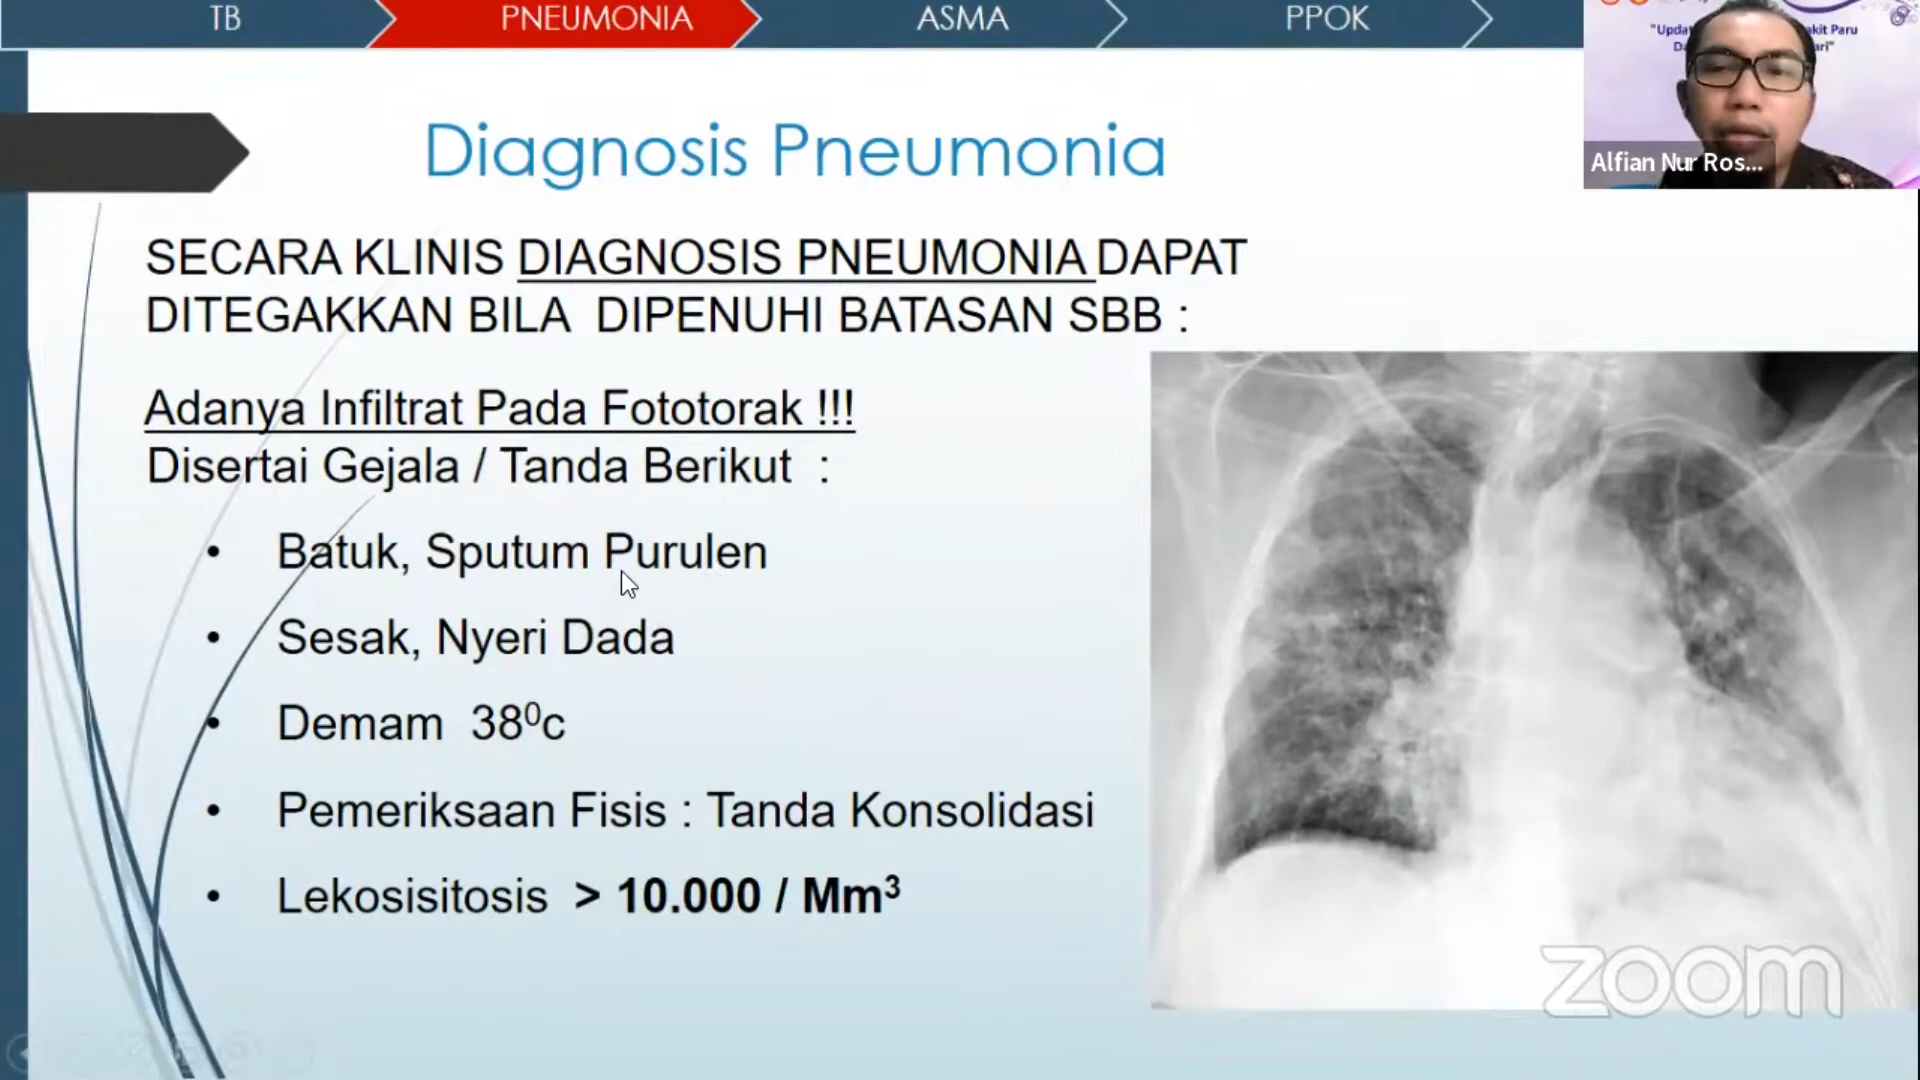 TB
PNEUMONIA
ASMA
PPOK
Alfian Nur Ros...
Diagnosis Pneumonia
SECARA KLINIS DIAGNOSIS PNEUMONIA DAPAT
DITEGAKKAN BILA DIPENUHI BATASAN SBB :
Adanya Infiltrat Pada Fototorak !!!
Disertai Gejala / Tanda Berikut :
• Batuk, Sputum Purulen
• Sesak, Nyeri Dada
• Demam 38⁰c
• Pemeriksaan Fisis : Tanda Konsolidasi
• Lekosisitosis > 10.000 / Mm³
zoom